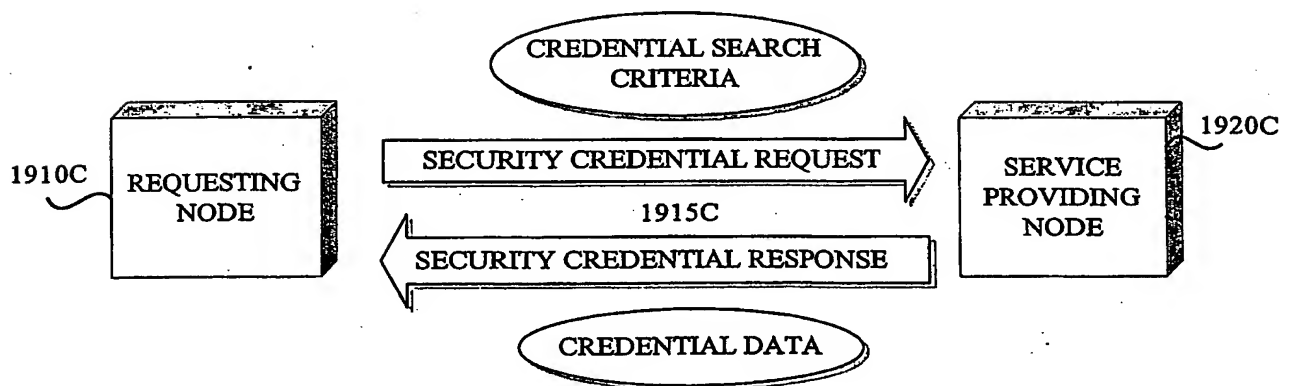 CREDENTIAL SEARCH
CRITERIA
1920C
SECURITY CREDENTIAL REQUEST
1910C
REQUESTING
NODE
SERVICE
PROVIDING
NODE
1915C
SECURITY CREDENTIAL RESPONSE
CREDENTIAL DATA